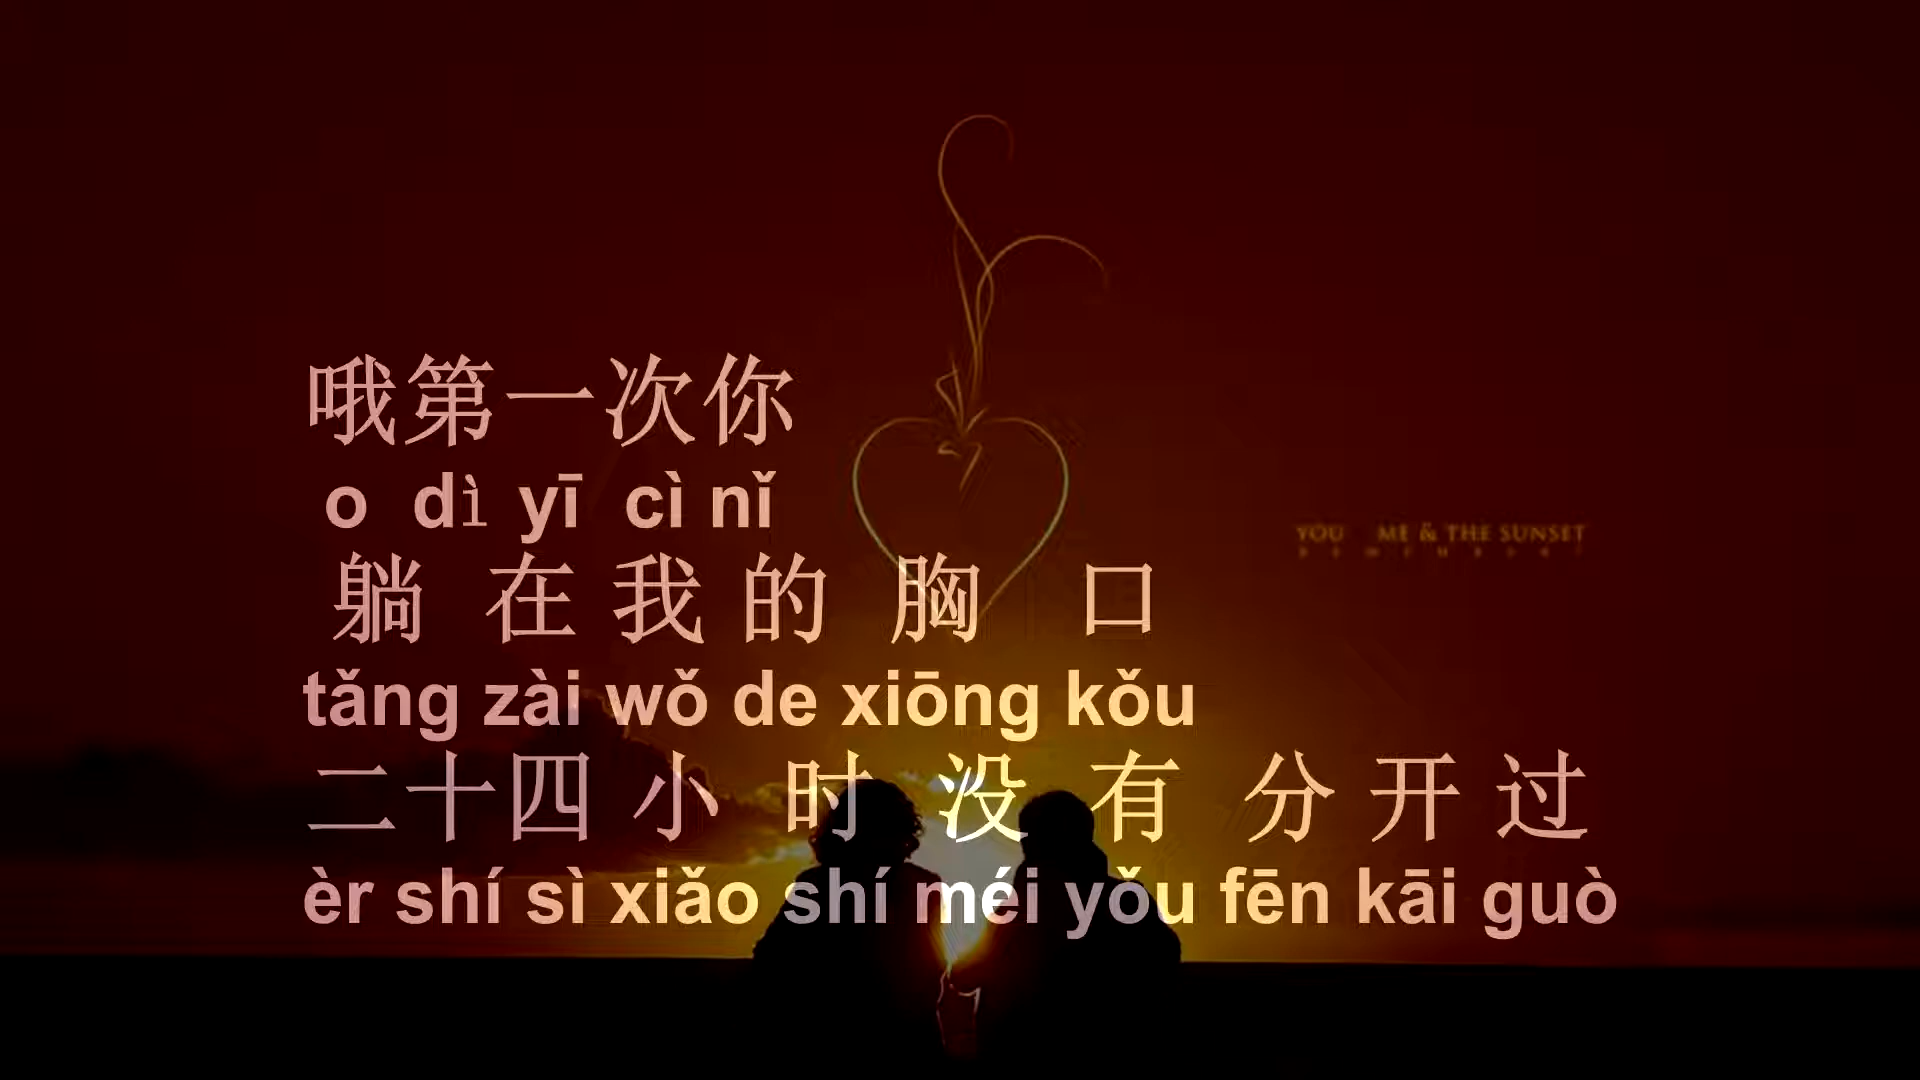 哦第一次你
o dì yī cì nǐ
躺 在 我 的 胸 口
tǎng zài wǒ de xiōng kǒu
二十四 小 时 没 有 分 开 过
èr shí sì xiǎo shí méi yǒu fēn kāi guò
YOU ME & THE SUNSET